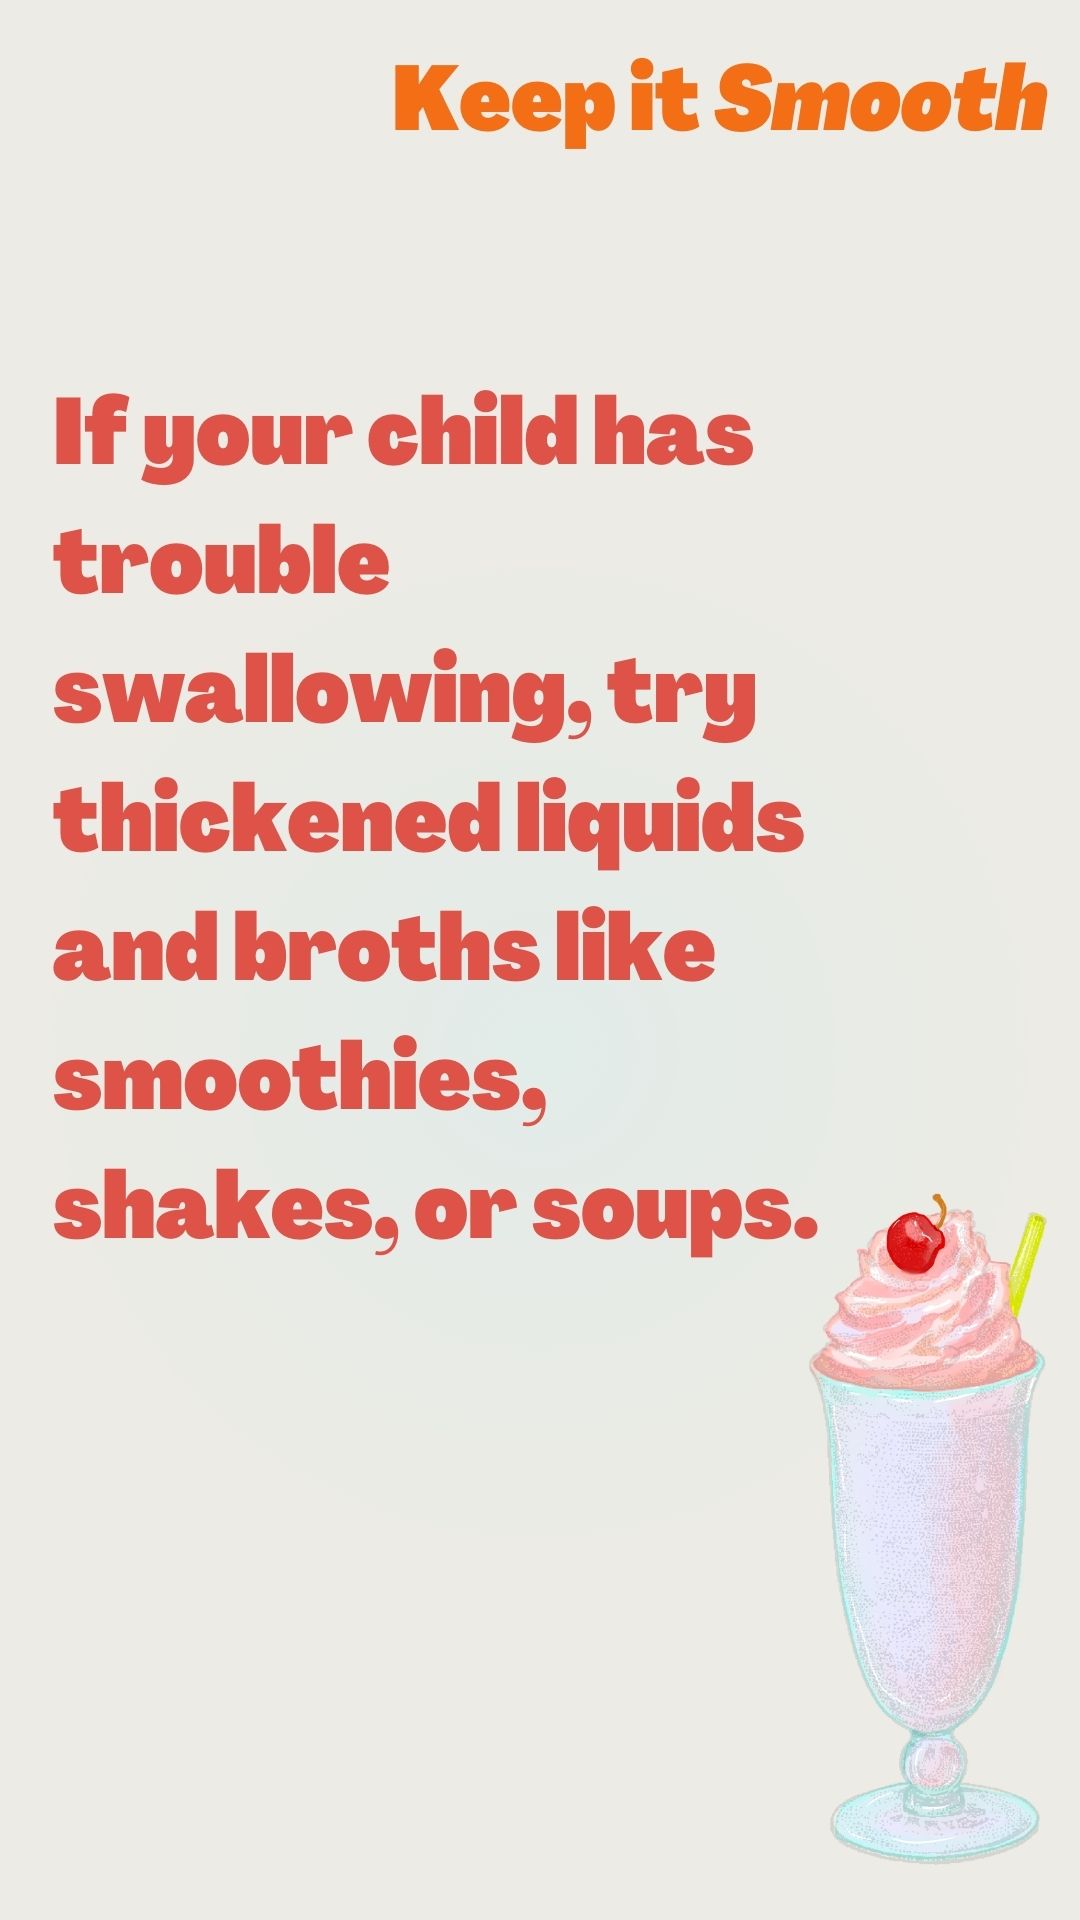 Keep it Smooth
If your child has
trouble
swallowing, try
thickened liquids
and broths like
smoothies,
shakes, or soups.